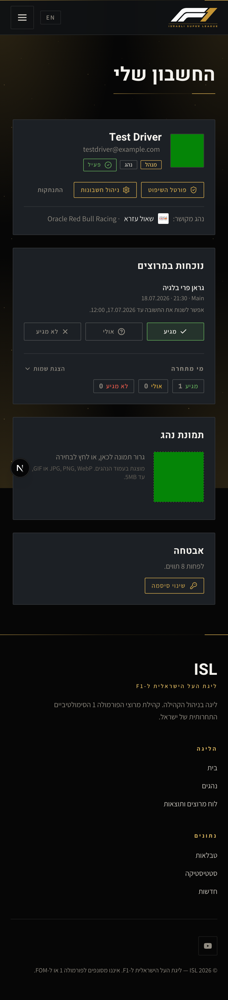 ISRAELI SUPER LEAGUE
EN
החשבון שלי
Test Driver
testdriver@example.com
מנהל
נהג
פעיל
פורטל השיפוט
ניהול חשבונות
התנתקות
נהג מקושר: שאול עזרא · Oracle Red Bull Racing
נוכחות במרוצים
גראן פרי בלגיה
18.07.2026 · 21:30 · Main
אפשר לשנות את התשובה עד 17.07.2026, 12:00.
מגיע
אולי
לא מגיע
מי מתחרה
הצגת שמות
מגיע 1
אולי 0
לא מגיע 0
תמונת נהג
גרור תמונה לכאן, או לחץ לבחירה
מוצגת בעמוד הנהגים. JPG, PNG, WebP או GIF,
עד 5MB.
N
אבטחה
לפחות 8 תווים.
שינוי סיסמה
ISL
ליגת העל הישראלית ל-F1
ליגה בניהול הקהילה. קהילת מרוצי הפורמולה 1 הסימולטיביים
התחרותית של ישראל.
הליגה
בית
נהגים
לוח מרוצים ותוצאות
נתונים
טבלאות
סטטיסטיקה
חדשות
© 2026 ISL — ליגת העל הישראלית ל-F1. איננו מסונפים לפורמולה 1 או ל-FOM.